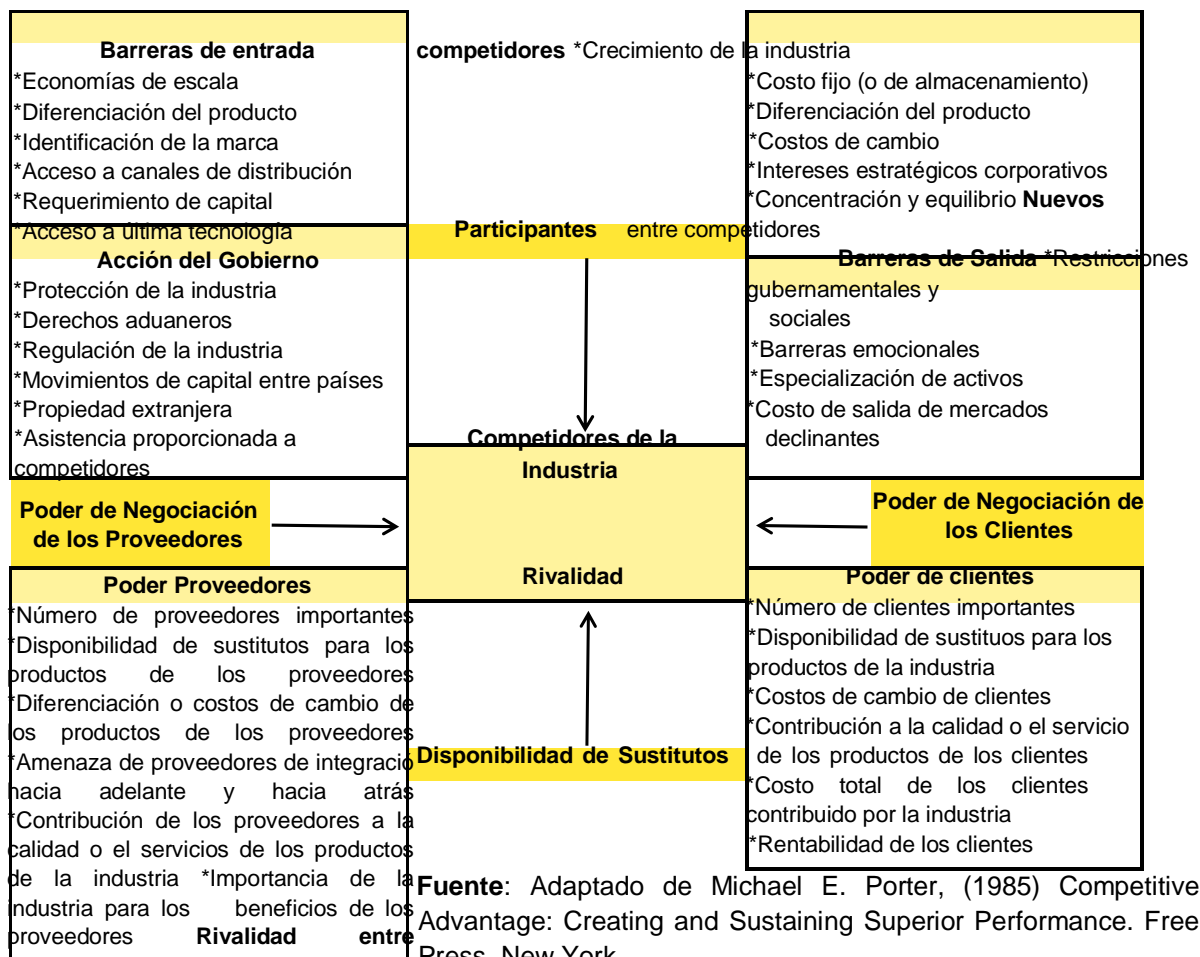 Barreras de entrada
*Economías de escala
*Diferenciación del producto
*Identificación de la marca
*Acceso a canales de distribución
*Requerimiento de capital
*Acceso a última tecnología
Acción del Gobierno
*Protección de la industria
*Derechos aduaneros
*Regulación de la industria
*Movimientos de capital entre países
*Propiedad extranjera
*Asistencia proporcionada a
competidores
Poder de Negociación
de los Proveedores
Poder Proveedores
*Número de proveedores importantes
*Disponibilidad de sustitutos para los
productos de los proveedores
*Diferenciación o costos de cambio de
los productos de los proveedores
*Amenaza de proveedores de integració
hacia adelante y hacia atrás
*Contribución de los proveedores a la
calidad o el servicios de los productos
de la industria *Importancia de la
industria para los beneficios de los
proveedores Rivalidad entre
competidores *Crecimiento de la industria
*Costo fijo (o de almacenamiento)
*Diferenciación del producto
*Costos de cambio
*Intereses estratégicos corporativos
*Concentración y equilibrio Nuevos
Participantes entre competidores
Barreras de Salida *Restricciones
gubernamentales y
sociales
*Barreras emocionales
*Especialización de activos
*Costo de salida de mercados
declinantes
Competidores de la
Industria
Rivalidad
Poder de Negociación de
los Clientes
Poder de clientes
*Número de clientes importantes
*Disponibilidad de sustituos para los
productos de la industria
*Costos de cambio de clientes
*Contribución a la calidad o el servicio
de los productos de los clientes
*Costo total de los clientes
contribuido por la industria
*Rentabilidad de los clientes
Disponibilidad de Sustitutos
Fuente: Adaptado de Michael E. Porter, (1985) Competitive
Advantage: Creating and Sustaining Superior Performance. Free
Press. New York